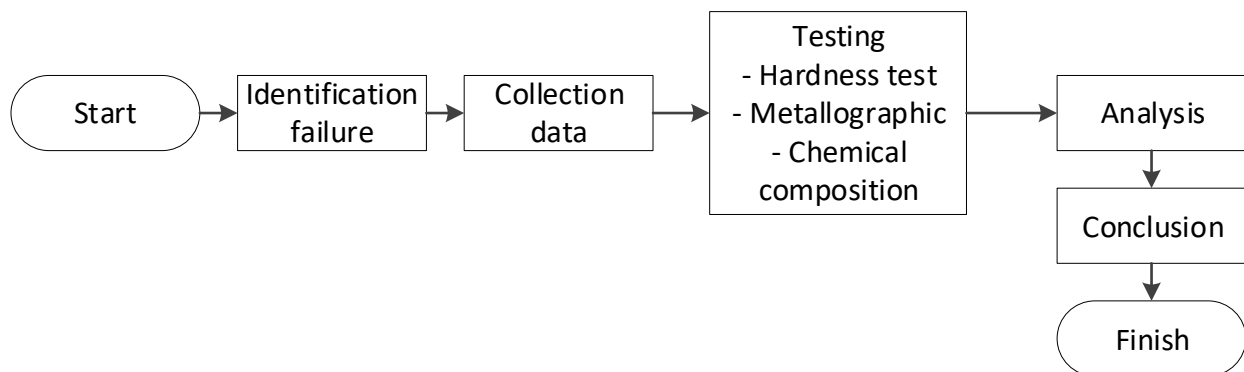 Start
Identification
failure
Collection
data
Testing
- Hardness test
- Metallographic
- Chemical
composition
Analysis
Conclusion
Finish